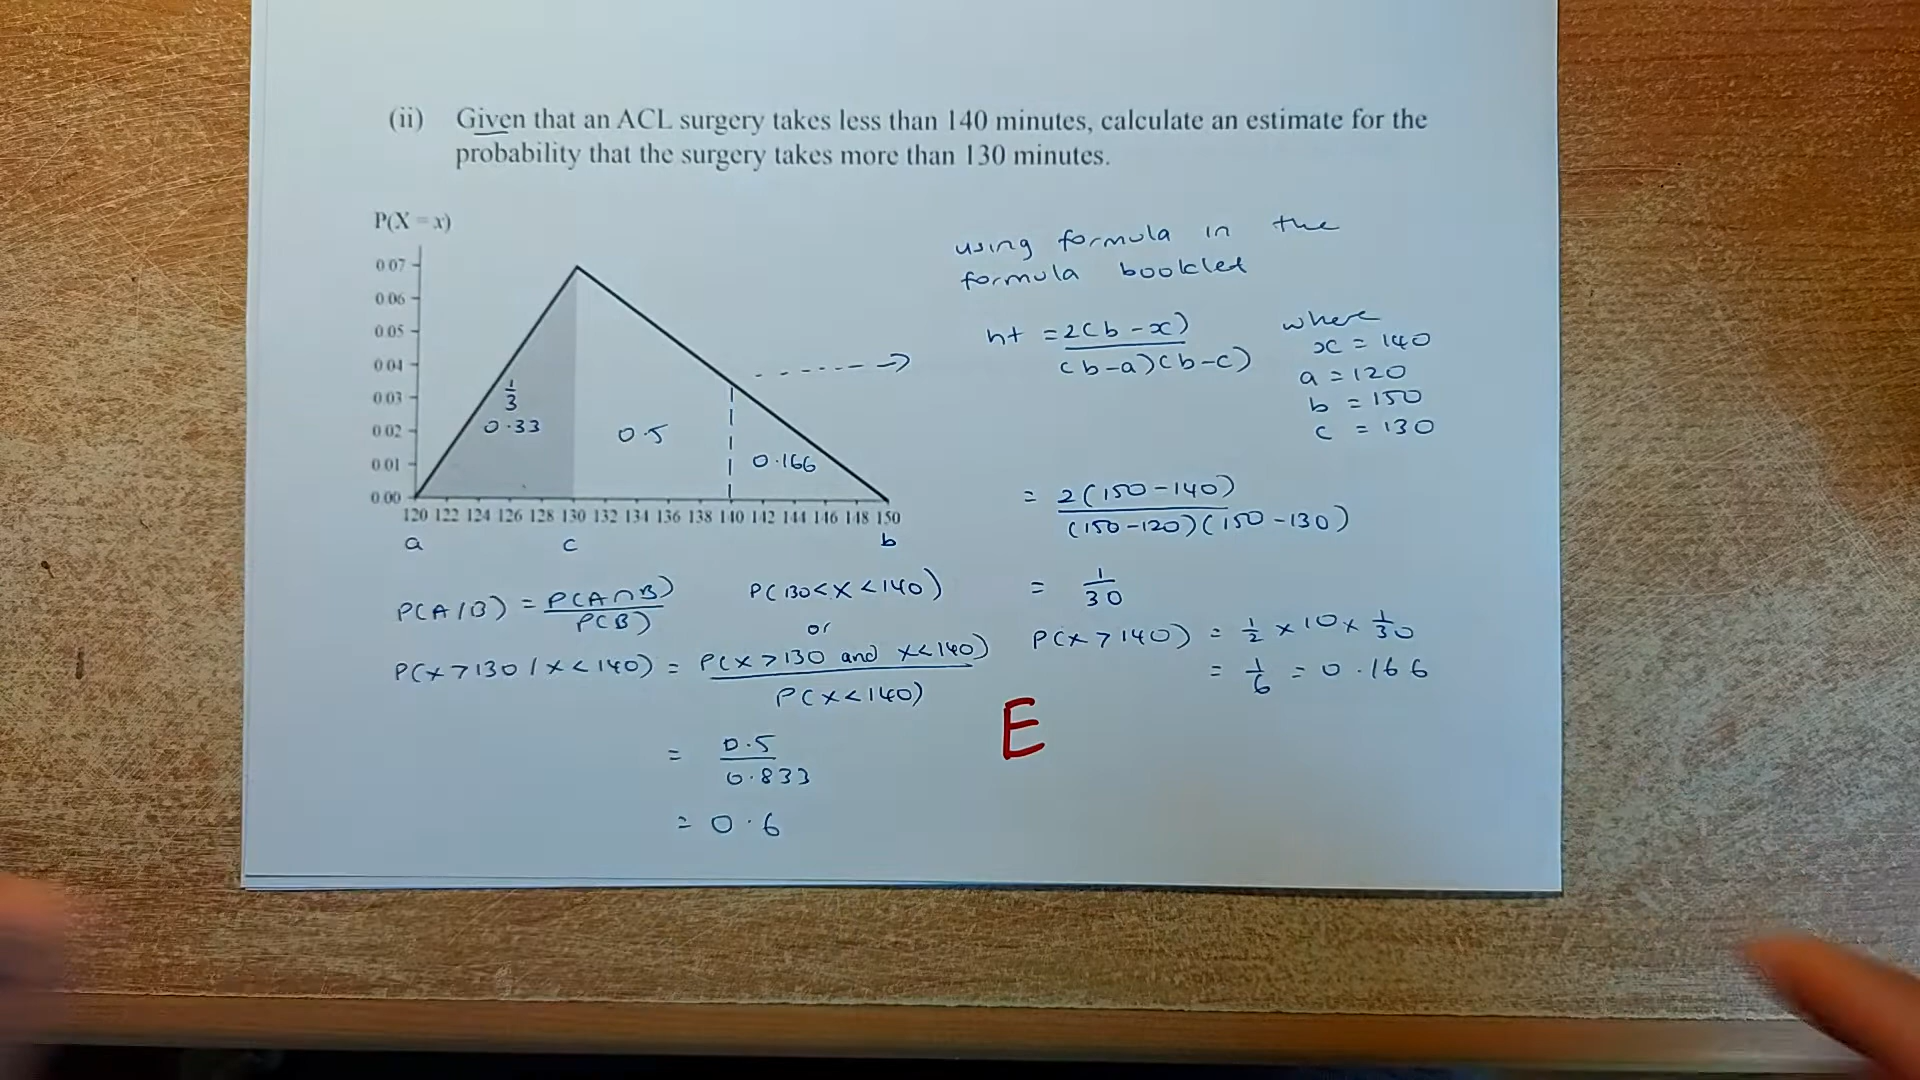 (ii) Given that an ACL surgery takes less than 140 minutes, calculate an estimate for the
probability that the surgery takes more than 130 minutes.
P(X = x)
0.07
0.06
0.05
0.04
0.03
0.02
0.01
0.00
120 122 124 126 128 130 132 134 136 138 140 142 144 146 148 150
a c b
1/3
0.33
0.5
0.166
using formula in the
formula booklet
ht = 2(b-x) / (b-a)(b-c)
where
x = 140
a = 120
b = 150
c = 130
= 2(150-140) / (150-120)(150-130)
= 1/30
P(X > 140) = 1/2 x 10 x 1/30
= 1/6 = 0.166
P(A/B) = P(A∩B) / P(B)
P(130 < X < 140)
or
P(X > 130 / X < 140) = P(X > 130 and X < 140) / P(X < 140)
= 0.5 / 0.833
= 0.6
E